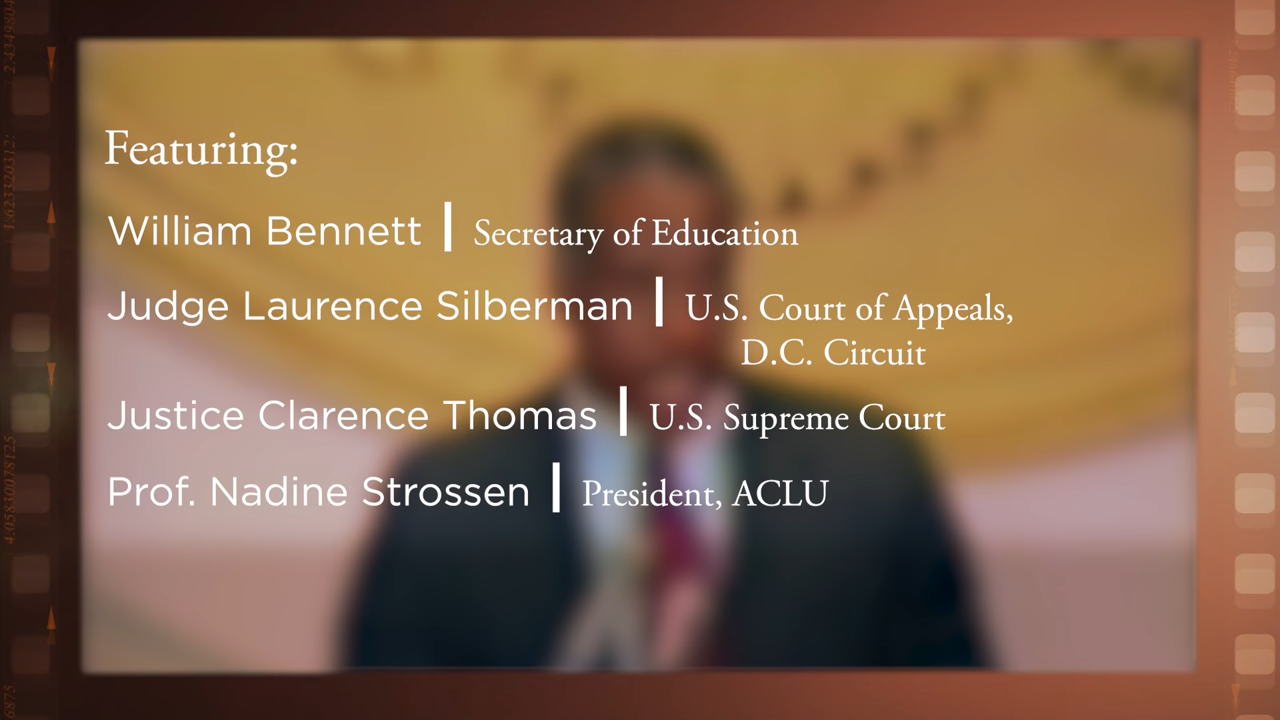 Featuring:
William Bennett | Secretary of Education
Judge Laurence Silberman | U.S. Court of Appeals,
D.C. Circuit
Justice Clarence Thomas | U.S. Supreme Court
Prof. Nadine Strossen | President, ACLU